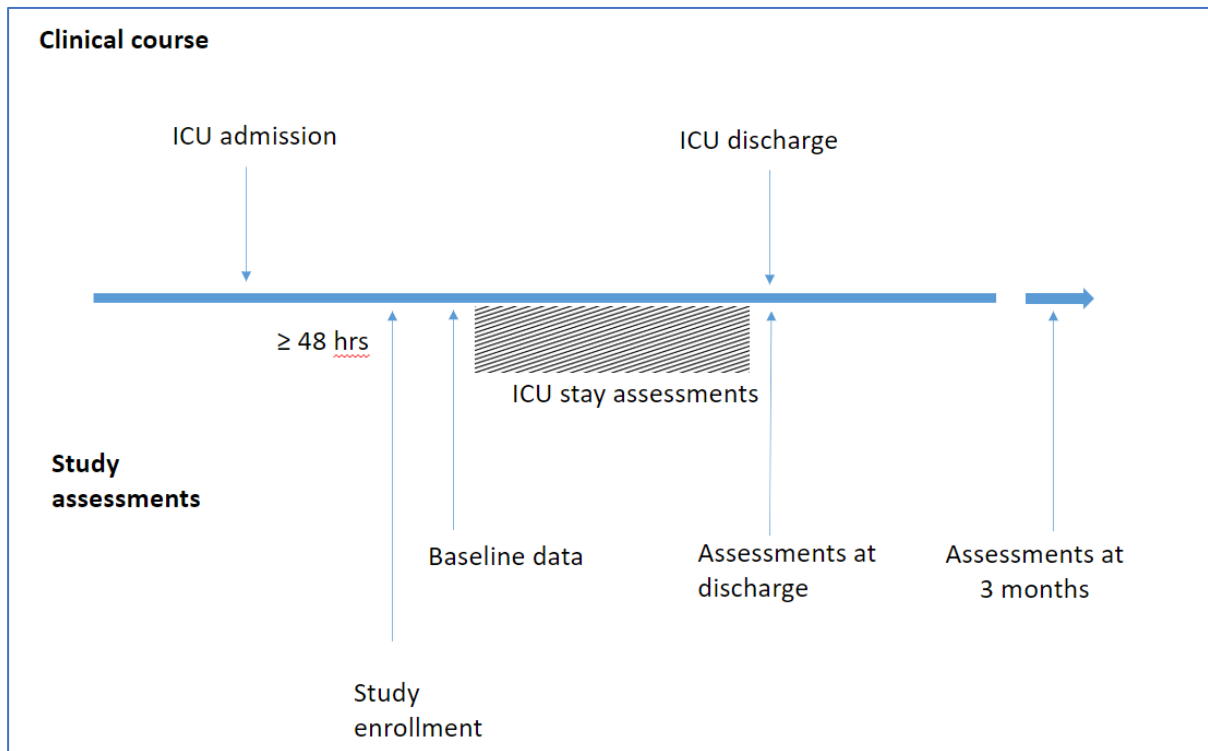 Clinical course
ICU admission
ICU discharge
≥ 48 hrs
ICU stay assessments
Study
assessments
Baseline data
Assessments at
discharge
Assessments at
3 months
Study
enrollment